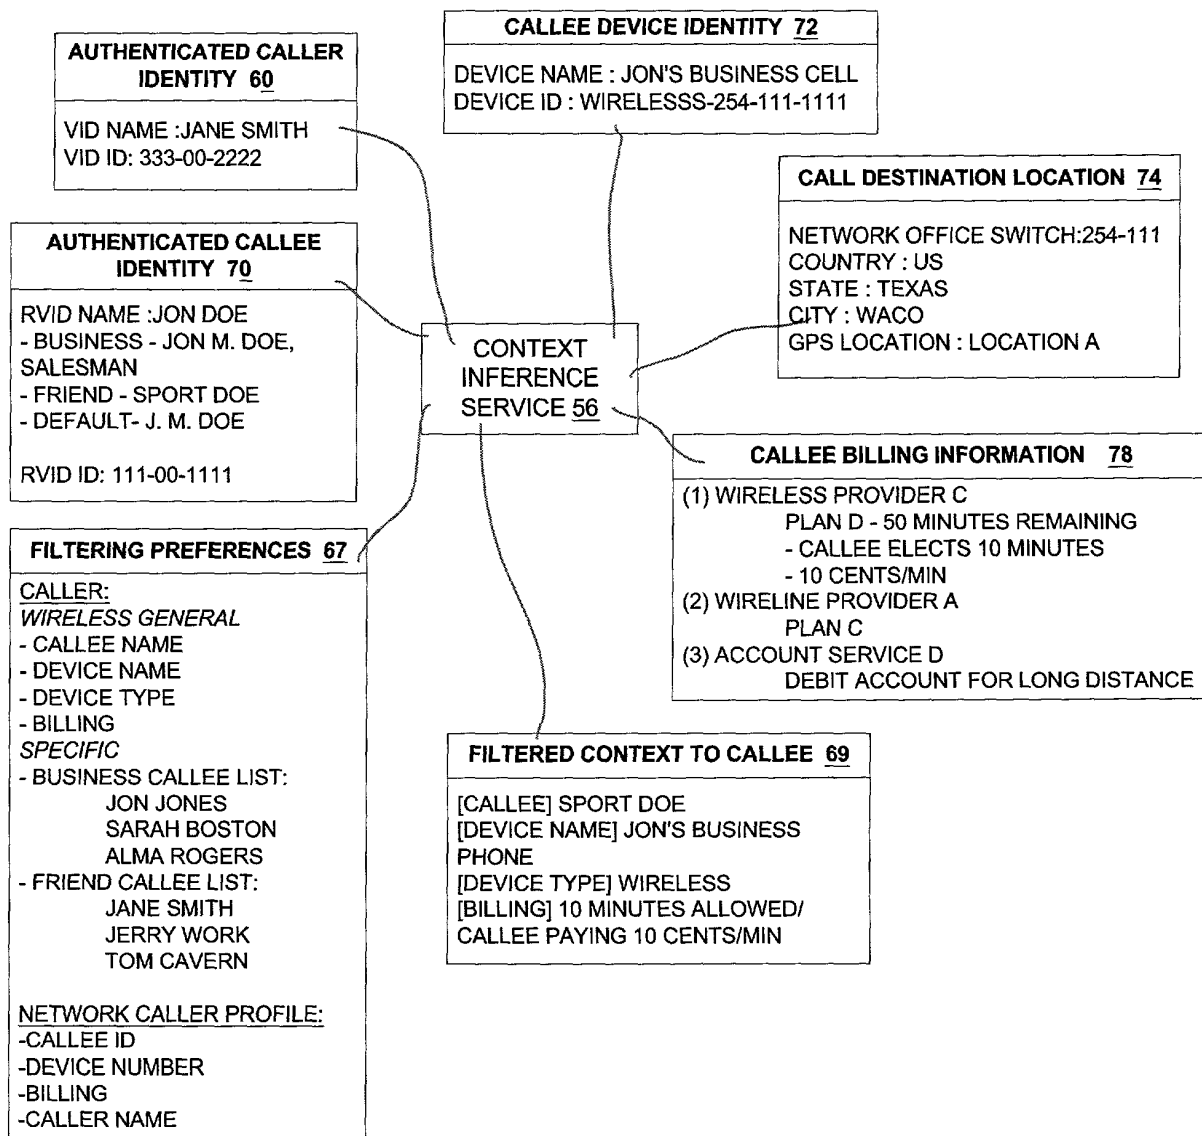 AUTHENTICATED CALLER
IDENTITY 60
VID NAME :JANE SMITH
VID ID: 333-00-2222
CALLEE DEVICE IDENTITY 72
DEVICE NAME : JON'S BUSINESS CELL
DEVICE ID : WIRELESSS-254-111-1111
CALL DESTINATION LOCATION 74
NETWORK OFFICE SWITCH:254-111
COUNTRY : US
STATE : TEXAS
CITY : WACO
GPS LOCATION : LOCATION A
AUTHENTICATED CALLEE
IDENTITY 70
RVID NAME :JON DOE
- BUSINESS - JON M. DOE,
SALESMAN
- FRIEND - SPORT DOE
- DEFAULT- J. M. DOE
RVID ID: 111-00-1111
CONTEXT
INFERENCE
SERVICE 56
CALLEE BILLING INFORMATION 78
(1) WIRELESS PROVIDER C
PLAN D - 50 MINUTES REMAINING
- CALLEE ELECTS 10 MINUTES
- 10 CENTS/MIN
(2) WIRELINE PROVIDER A
PLAN C
(3) ACCOUNT SERVICE D
DEBIT ACCOUNT FOR LONG DISTANCE
FILTERING PREFERENCES 67
CALLER:
WIRELESS GENERAL
- CALLEE NAME
- DEVICE NAME
- DEVICE TYPE
- BILLING
SPECIFIC
- BUSINESS CALLEE LIST:
JON JONES
SARAH BOSTON
ALMA ROGERS
- FRIEND CALLEE LIST:
JANE SMITH
JERRY WORK
TOM CAVERN
NETWORK CALLER PROFILE:
-CALLEE ID
-DEVICE NUMBER
-BILLING
-CALLER NAME
FILTERED CONTEXT TO CALLEE 69
[CALLEE] SPORT DOE
[DEVICE NAME] JON'S BUSINESS
PHONE
[DEVICE TYPE] WIRELESS
[BILLING] 10 MINUTES ALLOWED/
CALLEE PAYING 10 CENTS/MIN